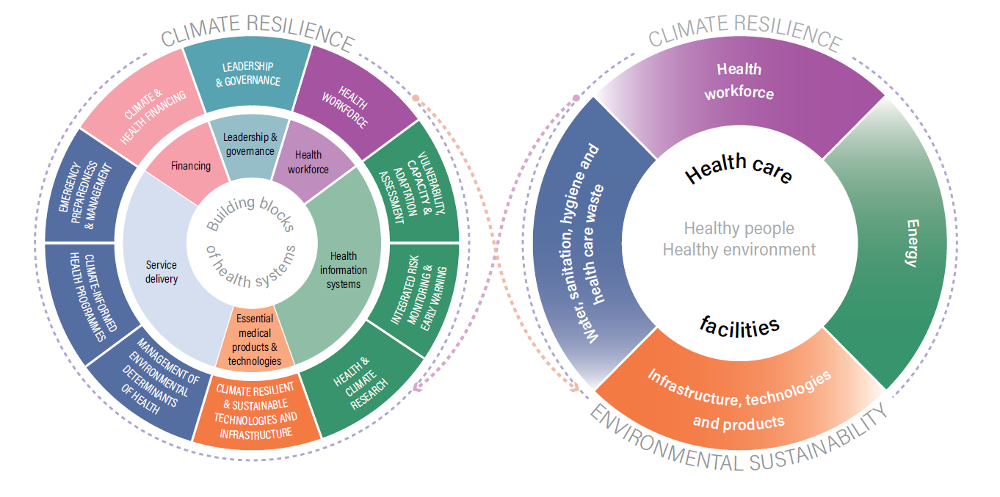 CLIMATE RESILIENCE
LEADERSHIP
& GOVERNANCE
HEALTH
WORKFORCE
VULNERABILITY,
CAPACITY &
ADAPTATION
ASSESSMENT
INTEGRATED RISK
MONITORING &
EARLY WARNING
HEALTH &
CLIMATE
RESEARCH
CLIMATE RESILIENT
& SUSTAINABLE
TECHNOLOGIES AND
INFRASTRUCTURE
MANAGEMENT OF
ENVIRONMENTAL
DETERMINANTS
OF HEALTH
CLIMATE-INFORMED
HEALTH PROGRAMMES
EMERGENCY
PREPAREDNESS
& MANAGEMENT
CLIMATE &
HEALTH FINANCING
Leadership &
governance
Health
workforce
Health
information
systems
Essential
medical
products &
technologies
Service
delivery
Financing
Building blocks
of health systems
CLIMATE RESILIENCE
Health
workforce
Energy
Infrastructure, technologies
and products
Water, sanitation, hygiene and
health care waste
Health care
Healthy people
Healthy environment
facilities
ENVIRONMENTAL SUSTAINABILITY